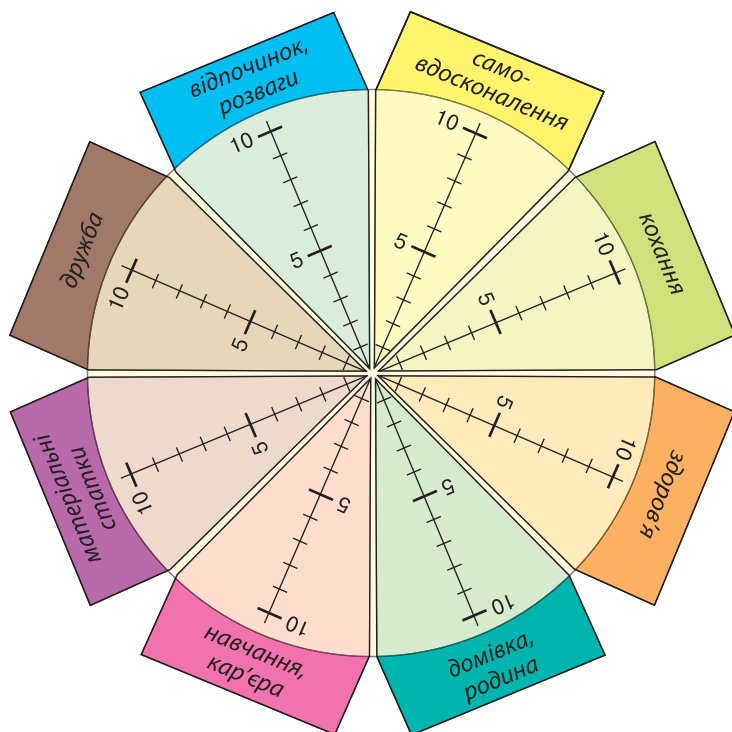 відпочинок,
розваги
10
5
само-
вдосконалення
10
5
кохання
10
5
здоров'я
10
5
домівка,
родина
10
5
навчання,
кар'єра
10
5
матеріальні
статки
10
5
дружба
10
5